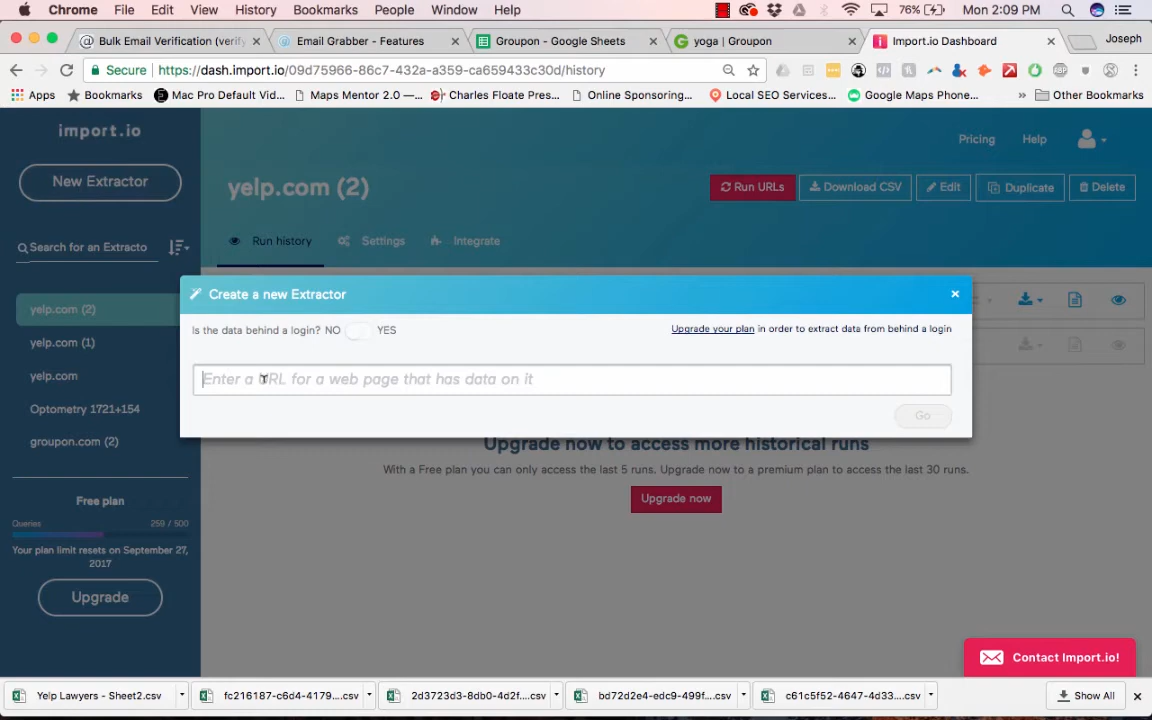 Chrome File Edit View History Bookmarks People Window Help 76% Mon 2:09 PM
Bulk Email Verification (verify Email Grabber - Features Groupon - Google Sheets yoga | Groupon Import.io Dashboard Joseph
Secure https://dash.import.io/09d75966-86c7-432a-a359-ca659433c30d/history
Apps Bookmarks Mac Pro Default Vid... Maps Mentor 2.0 —... Charles Floate Pres... Online Sponsoring... Local SEO Services... Google Maps Phone... » Other Bookmarks
import.io
Pricing Help
New Extractor
yelp.com (2)
Run URLs Download CSV Edit Duplicate Delete
Search for an Extracto
Run history Settings Integrate
yelp.com (2)
yelp.com (1)
yelp.com
Optometry 1721+154
groupon.com (2)
Create a new Extractor
Is the data behind a login? NO YES
Upgrade your plan in order to extract data from behind a login
Enter a URL for a web page that has data on it
Go
Upgrade now to access more historical runs
With a Free plan you can only access the last 5 runs. Upgrade now to a premium plan to access the last 30 runs.
Upgrade now
Free plan
Queries 259 / 500
Your plan limit resets on September 27,
2017
Upgrade
Contact Import.io!
Yelp Lawyers - Sheet2.csv fc216187-c6d4-4179....csv 2d3723d3-8db0-4d2f....csv bd72d2e4-edc9-499f....csv c61c5f52-4647-4d33....csv Show All